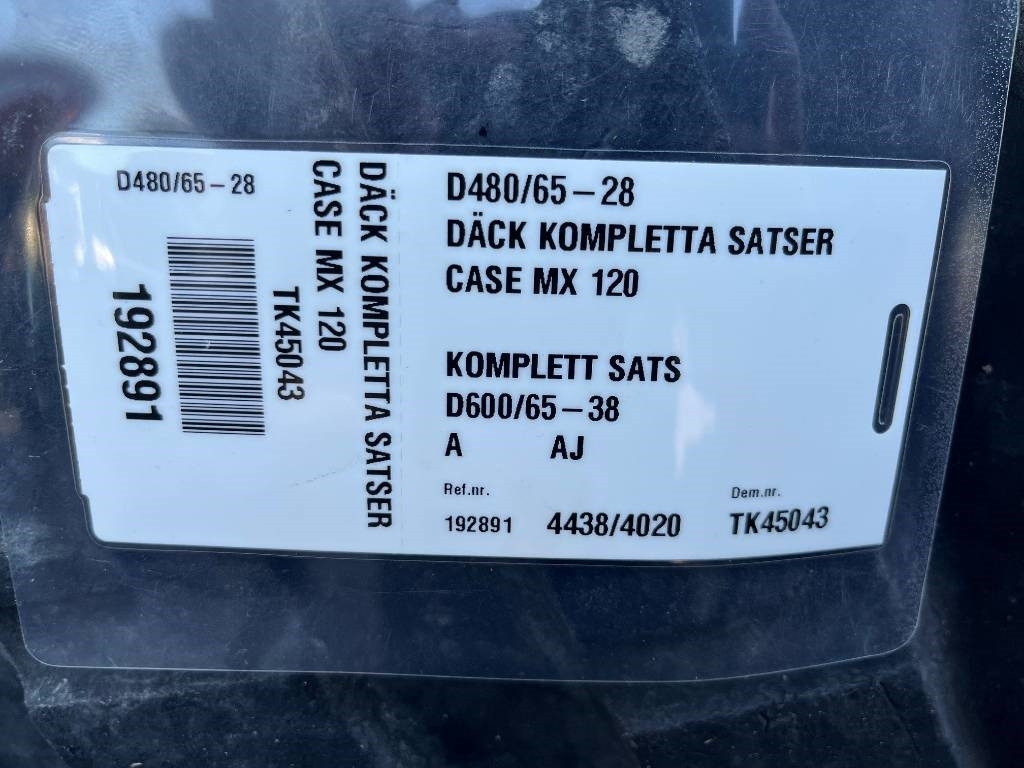 D480/65-28
192891
TK45043
CASE MX 120
DÄCK KOMPLETTA SATSER
D480/65-28
DÄCK KOMPLETTA SATSER
CASE MX 120
KOMPLETT SATS
D600/65-38
A AJ
Ref.nr. Dem.nr.
192891 4438/4020 TK45043